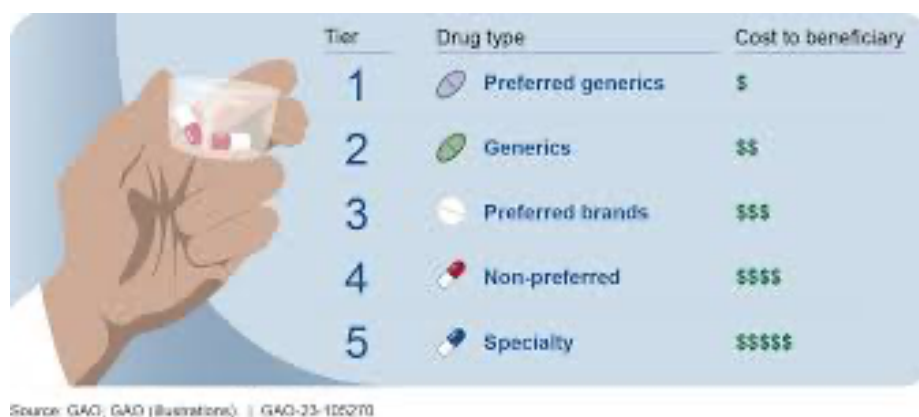 Tier Drug type Cost to beneficiary
1 Preferred generics $
2 Generics $$
3 Preferred brands $$$
4 Non-preferred $$$$
5 Specialty $$$$$
Source: GAO; GAO (illustrations). | GAO-23-105270